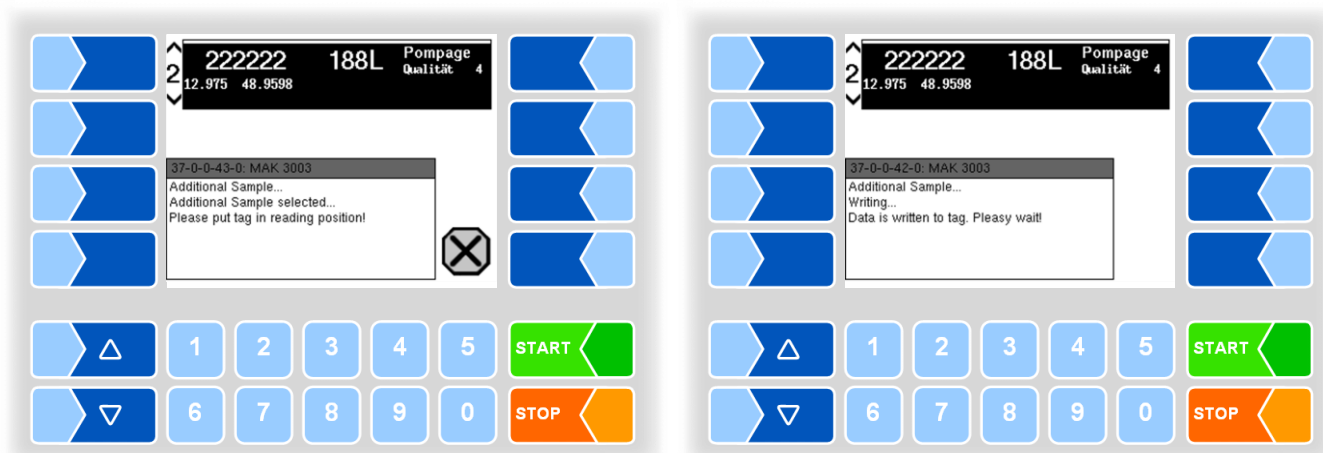 222222 188L Pompage
Qualität 4
2
12.975 48.9598
37-0-0-43-0: MAK 3003
Additional Sample...
Additional Sample selected...
Please put tag in reading position!
1 2 3 4 5 START
6 7 8 9 0 STOP
222222 188L Pompage
Qualität 4
2
12.975 48.9598
37-0-0-42-0: MAK 3003
Additional Sample...
Writing...
Data is written to tag. Pleasy wait!
1 2 3 4 5 START
6 7 8 9 0 STOP